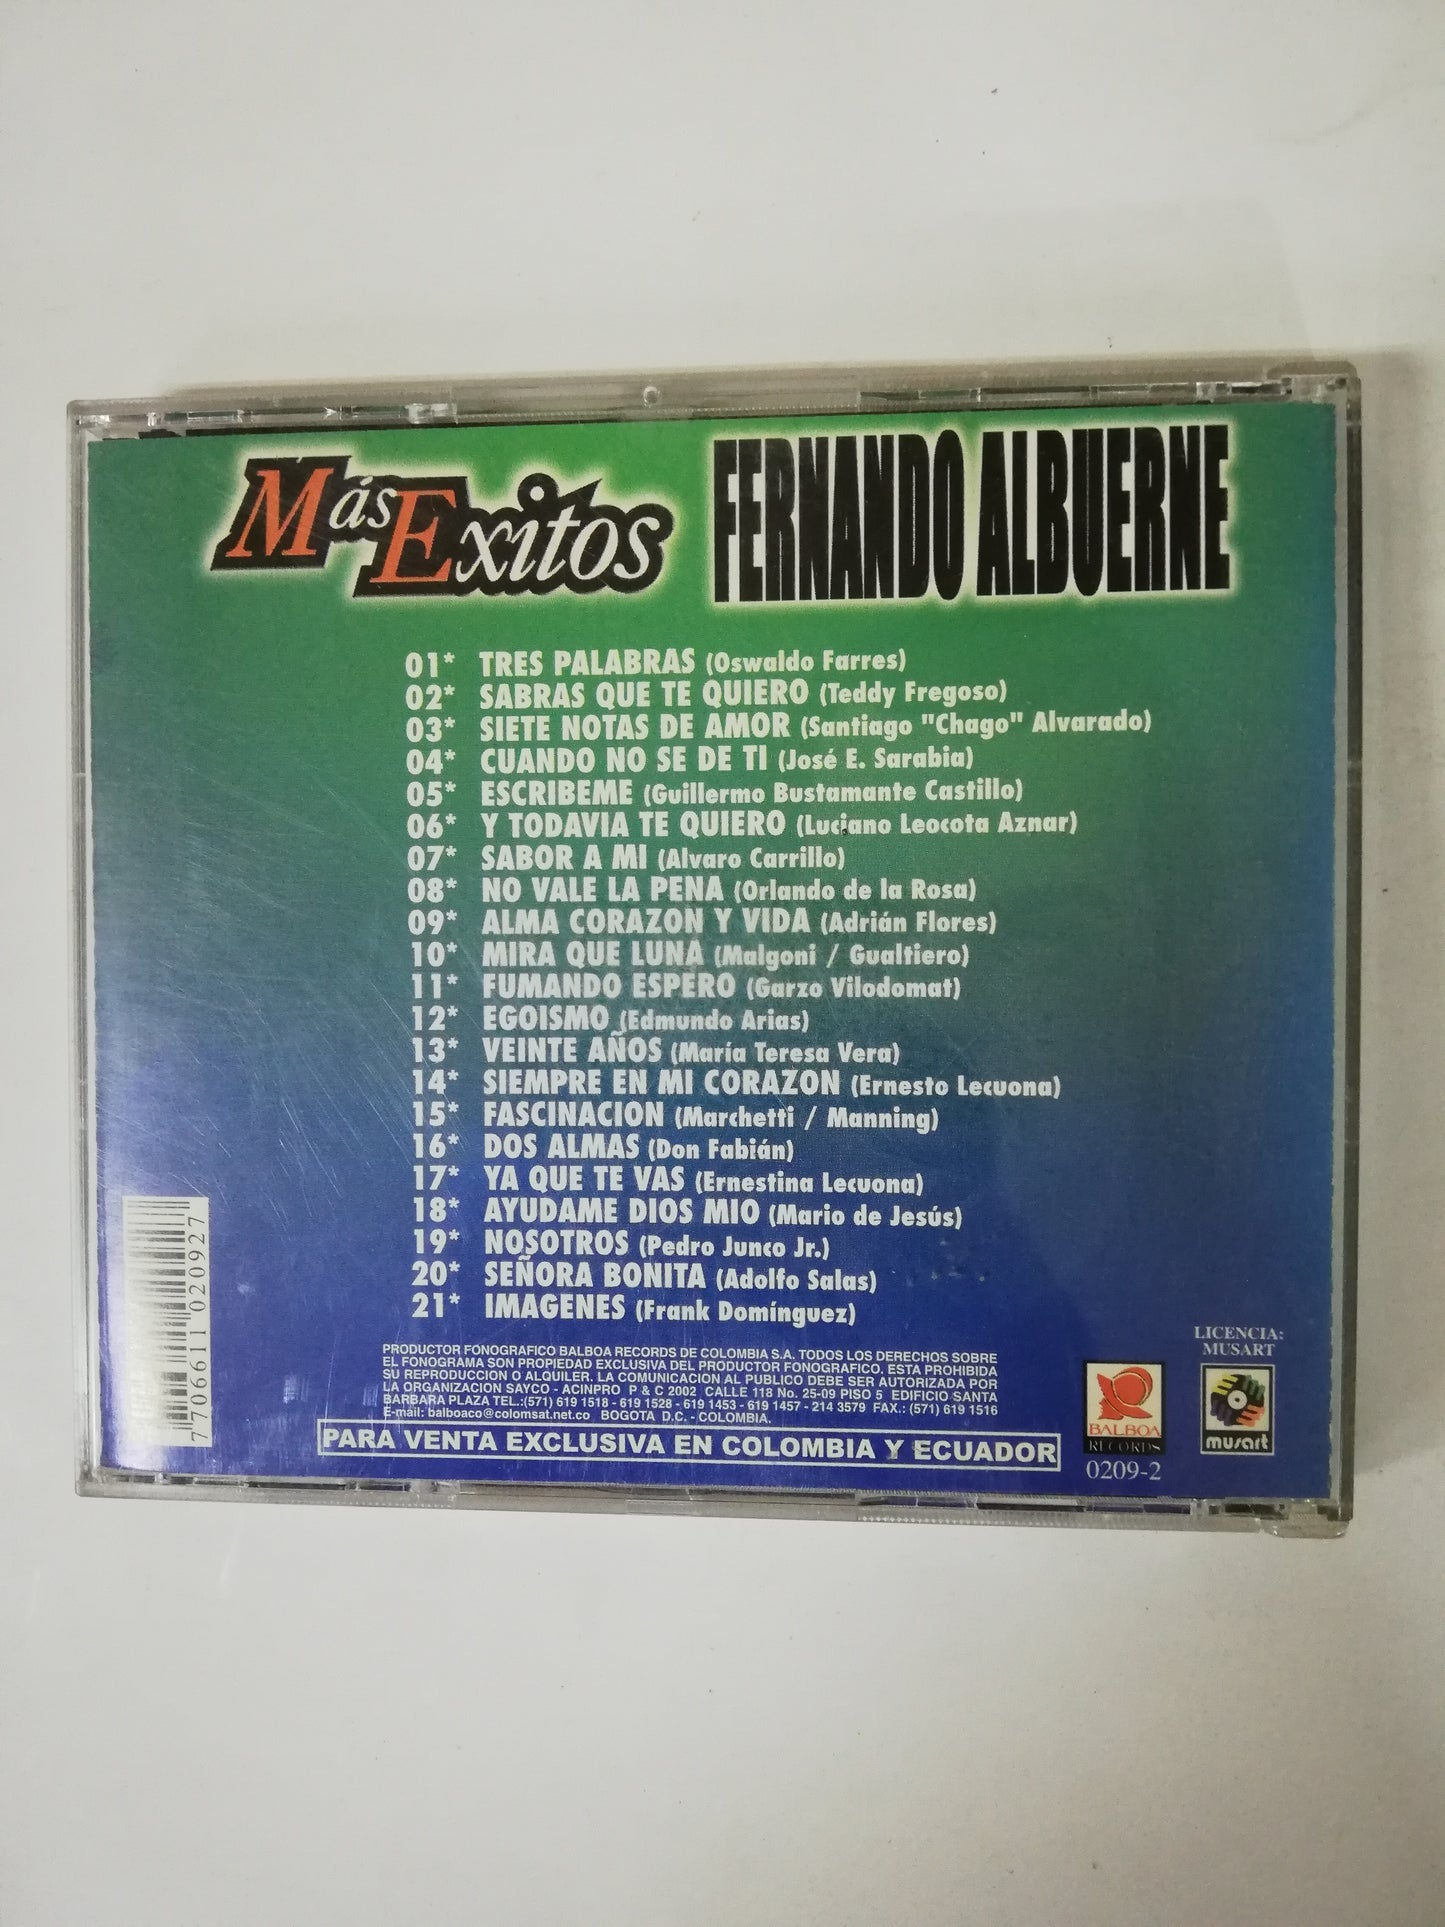 Más Exitos
FERNANDO ALBUERNE
01* TRES PALABRAS (Oswaldo Farres)
02* SABRAS QUE TE QUIERO (Teddy Fregoso)
03* SIETE NOTAS DE AMOR (Santiago "Chago" Alvarado)
04* CUANDO NO SE DE TI (José E. Sarabia)
05* ESCRIBEME (Guillermo Bustamante Castillo)
06* Y TODAVIA TE QUIERO (Luciano Leocota Aznar)
07* SABOR A MI (Alvaro Carrillo)
08* NO VALE LA PENA (Orlando de la Rosa)
09* ALMA CORAZON Y VIDA (Adrián Flores)
10* MIRA QUE LUNA (Malgoni / Gualtiero)
11* FUMANDO ESPERO (Garzo Vilodomat)
12* EGOISMO (Edmundo Arias)
13* VEINTE AÑOS (María Teresa Vera)
14* SIEMPRE EN MI CORAZON (Ernesto Lecuona)
15* FASCINACION (Marchetti / Manning)
16* DOS ALMAS (Don Fabián)
17* YA QUE TE VAS (Ernestina Lecuona)
18* AYUDAME DIOS MIO (Mario de Jesús)
19* NOSOTROS (Pedro Junco Jr.)
20* SEÑORA BONITA (Adolfo Salas)
21* IMAGENES (Frank Domínguez)
PRODUCTOR FONOGRAFICO BALBOA RECORDS DE COLOMBIA S.A. TODOS LOS DERECHOS SOBRE
EL FONOGRAMA SON PROPIEDAD EXCLUSIVA DEL PRODUCTOR FONOGRAFICO. ESTA PROHIBIDA
SU REPRODUCCION O ALQUILER. LA COMUNICACION AL PUBLICO DEBE SER AUTORIZADA POR
LA ORGANIZACION SAYCO - ACINPRO P & C 2002 CALLE 118 No. 25-09 PISO 5 EDIFICIO SANTA
BARBARA PLAZA TEL.:(571) 619 1518 - 619 1528 - 619 1453 - 619 1457 - 214 3579 FAX.: (571) 619 1516
E-mail: balboaco@colomsat.net.co BOGOTA D.C. - COLOMBIA.
PARA VENTA EXCLUSIVA EN COLOMBIA Y ECUADOR
BALBOA
RECORDS
0209-2
LICENCIA:
MUSART
musart
7 706611 020927